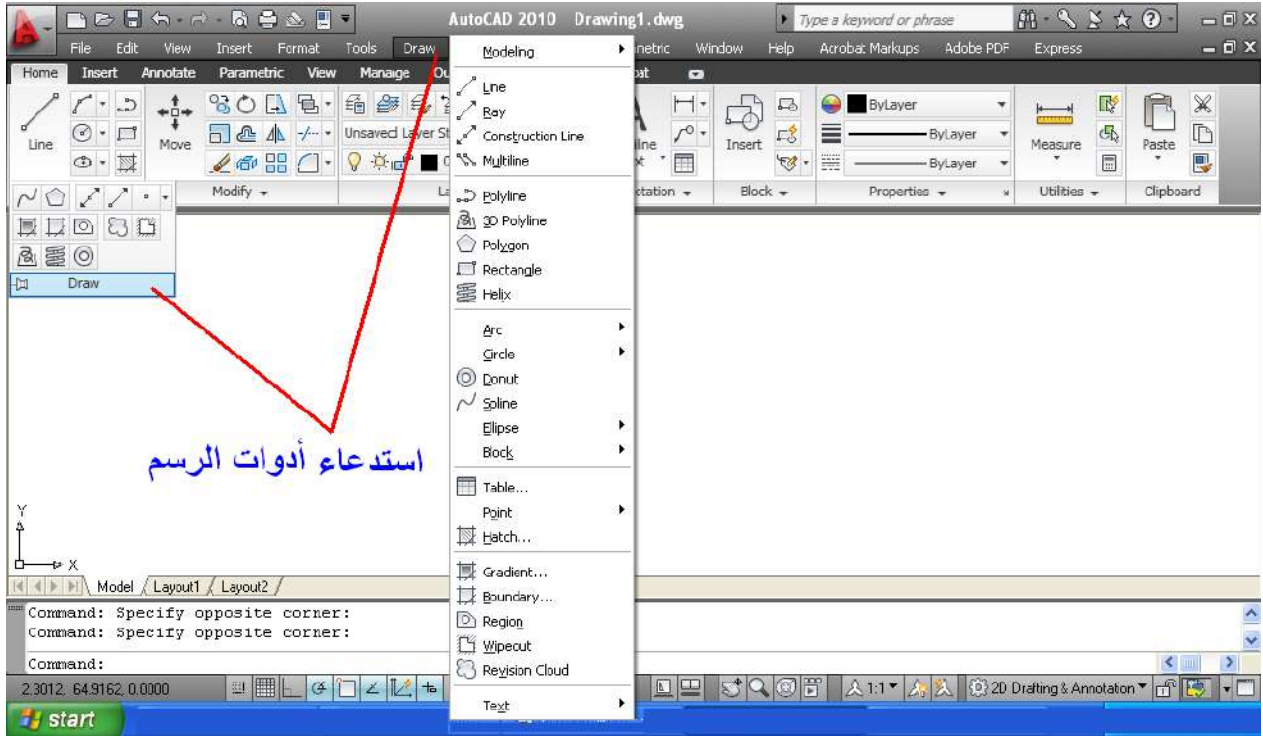 AutoCAD 2010 Drawing1.dwg
Type a keyword or phrase
File Edit View Insert Format Tools Draw
Window Help Acrobat Markups Adobe PDF Express
Home Insert Annotate Parametric View Manage
Line
Move
Unsaved Layer St
Insert
ByLayer
ByLayer
ByLayer
Measure
Paste
Modify
Block
Properties
Utilities
Clipboard
Draw
Modeling
Line
Ray
Construction Line
Multiline
Polyline
3D Polyline
Polygon
Rectangle
Helix
Arc
Circle
Donut
Spline
Ellipse
Block
Table...
Point
Hatch...
Gradient...
Boundary...
Region
Wipeout
Revision Cloud
Text
استدعاء أدوات الرسم
Y
X
Model Layout1 Layout2
Command: Specify opposite corner:
Command: Specify opposite corner:
Command:
2.3012, 64.9162, 0.0000
1:1
2D Drafting & Annotation
start